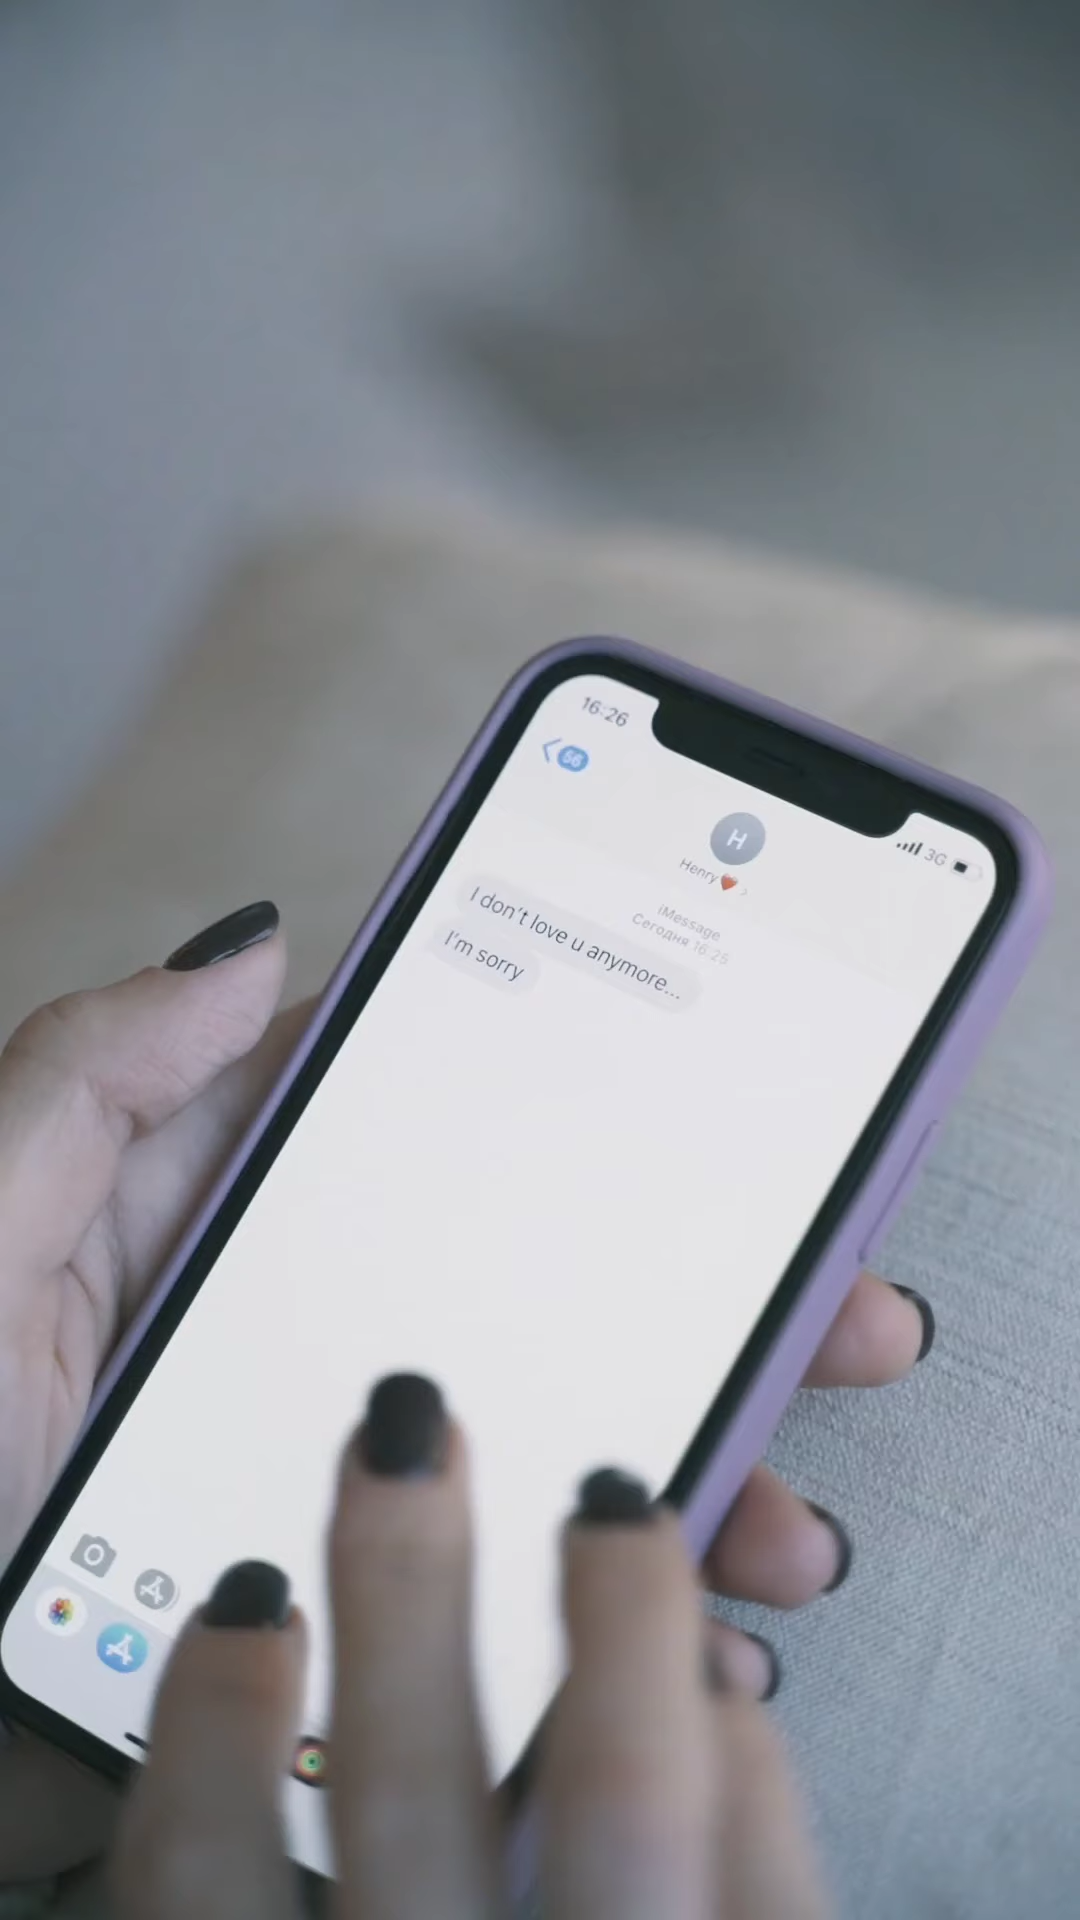 16:26
3G
56
H
Henry❤️ >
iMessage
Сегодня 16:25
I don't love u anymore...
I'm sorry